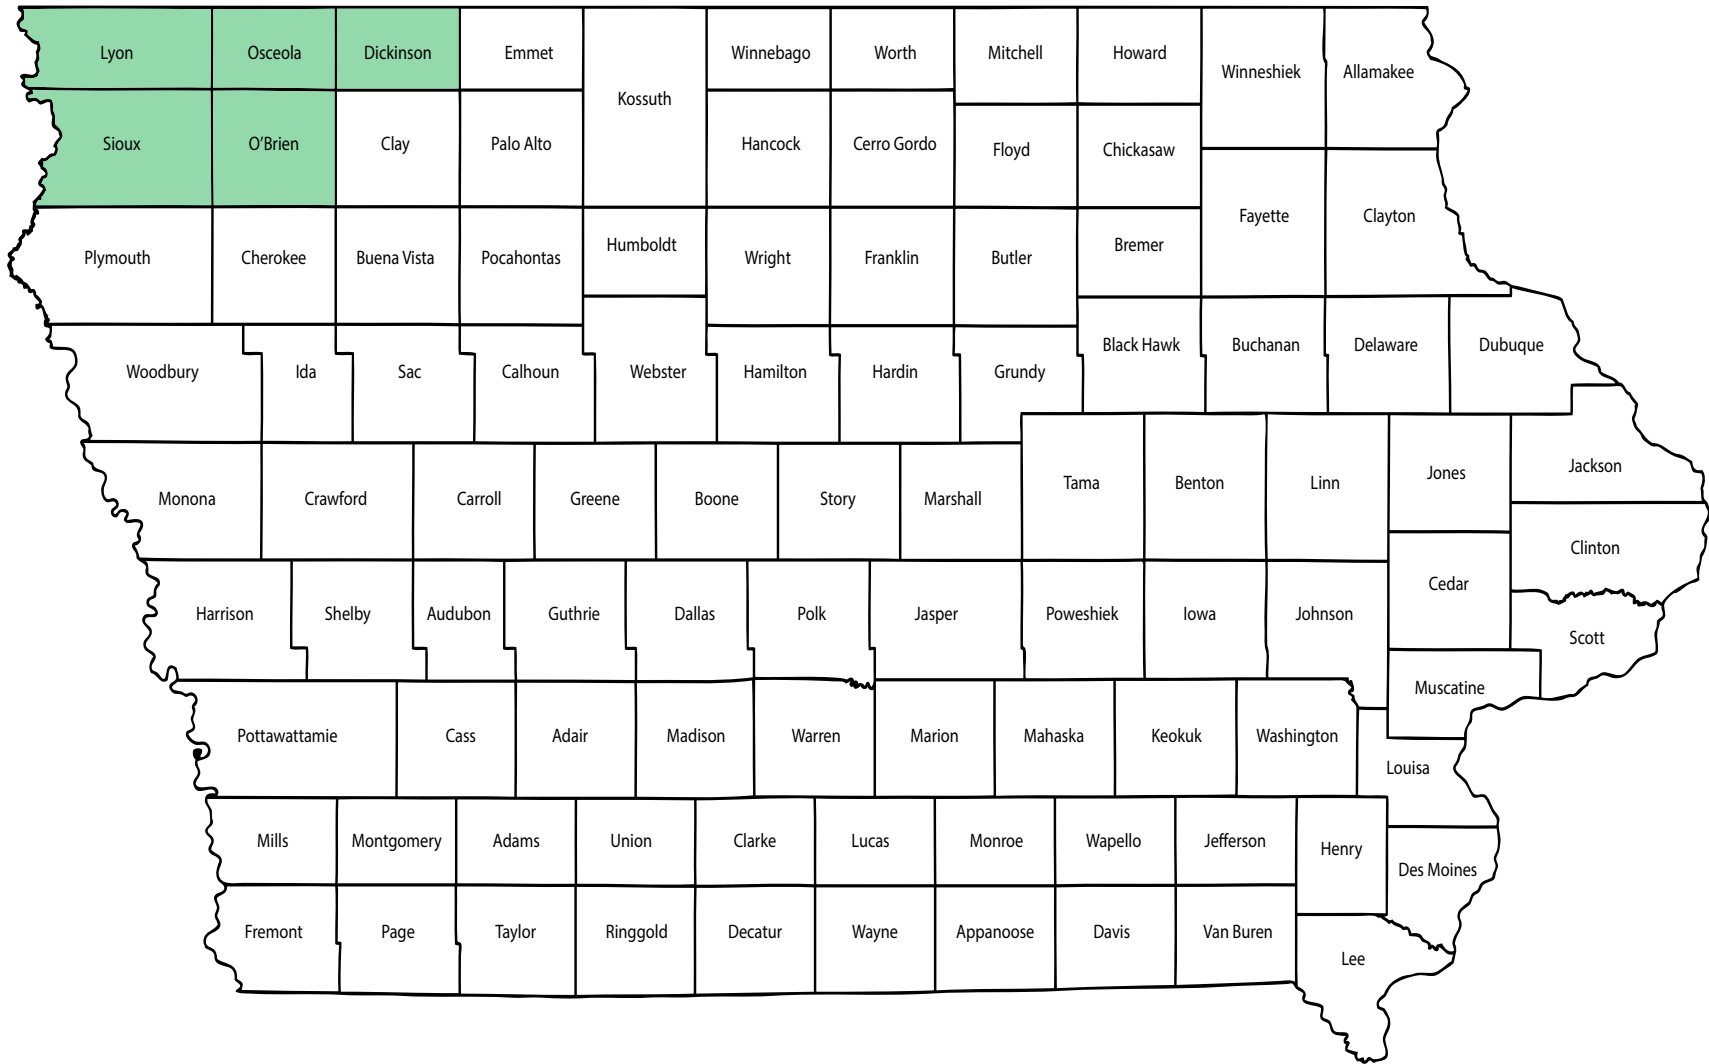 Lyon
Osceola
Dickinson
Emmet
Kossuth
Winnebago
Worth
Mitchell
Howard
Winneshiek
Allamakee
Sioux
O'Brien
Clay
Palo Alto
Hancock
Cerro Gordo
Floyd
Chickasaw
Fayette
Clayton
Plymouth
Cherokee
Buena Vista
Pocahontas
Humboldt
Wright
Franklin
Butler
Bremer
Woodbury
Ida
Sac
Calhoun
Webster
Hamilton
Hardin
Grundy
Black Hawk
Buchanan
Delaware
Dubuque
Monona
Crawford
Carroll
Greene
Boone
Story
Marshall
Tama
Benton
Linn
Jones
Jackson
Clinton
Cedar
Harrison
Shelby
Audubon
Guthrie
Dallas
Polk
Jasper
Poweshiek
Iowa
Johnson
Scott
Muscatine
Pottawattamie
Cass
Adair
Madison
Warren
Marion
Mahaska
Keokuk
Washington
Louisa
Mills
Montgomery
Adams
Union
Clarke
Lucas
Monroe
Wapello
Jefferson
Henry
Des Moines
Fremont
Page
Taylor
Ringgold
Decatur
Wayne
Appanoose
Davis
Van Buren
Lee